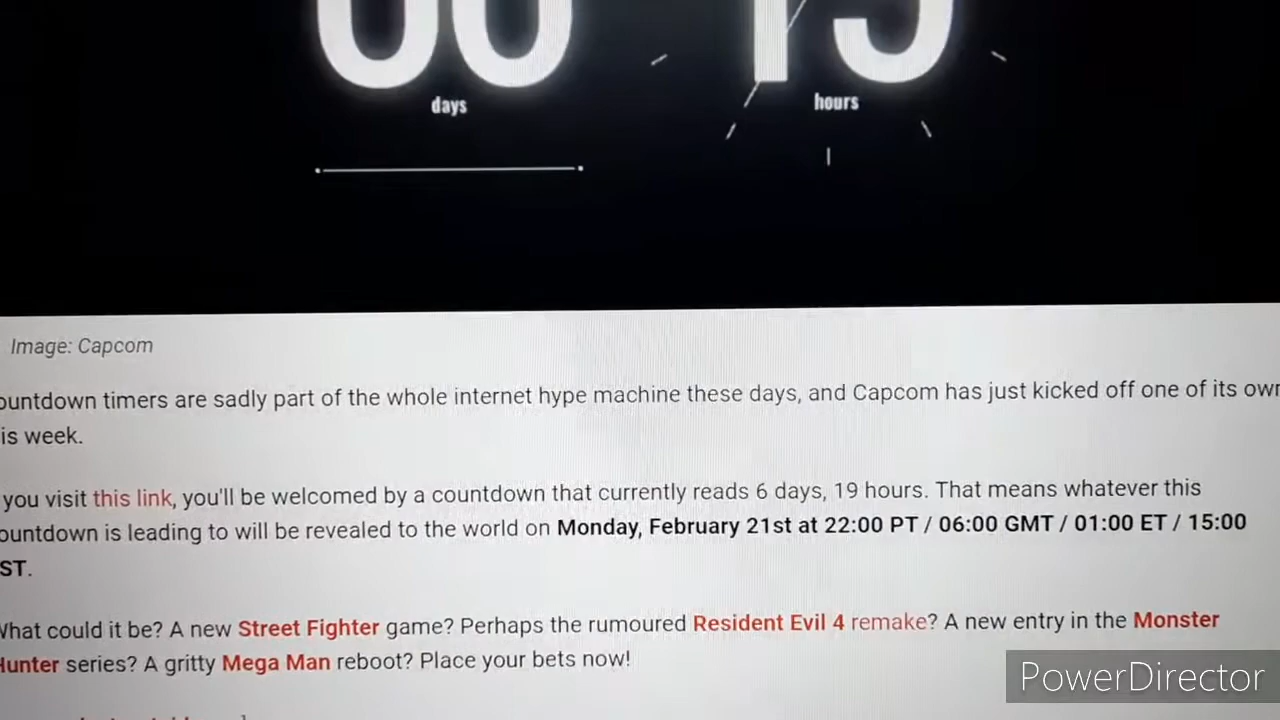 days
hours
Image: Capcom
ountdown timers are sadly part of the whole internet hype machine these days, and Capcom has just kicked off one of its own
is week.
you visit this link, you'll be welcomed by a countdown that currently reads 6 days, 19 hours. That means whatever this
ountdown is leading to will be revealed to the world on Monday, February 21st at 22:00 PT / 06:00 GMT / 01:00 ET / 15:00
ST.
What could it be? A new Street Fighter game? Perhaps the rumoured Resident Evil 4 remake? A new entry in the Monster
Hunter series? A gritty Mega Man reboot? Place your bets now!
PowerDirector